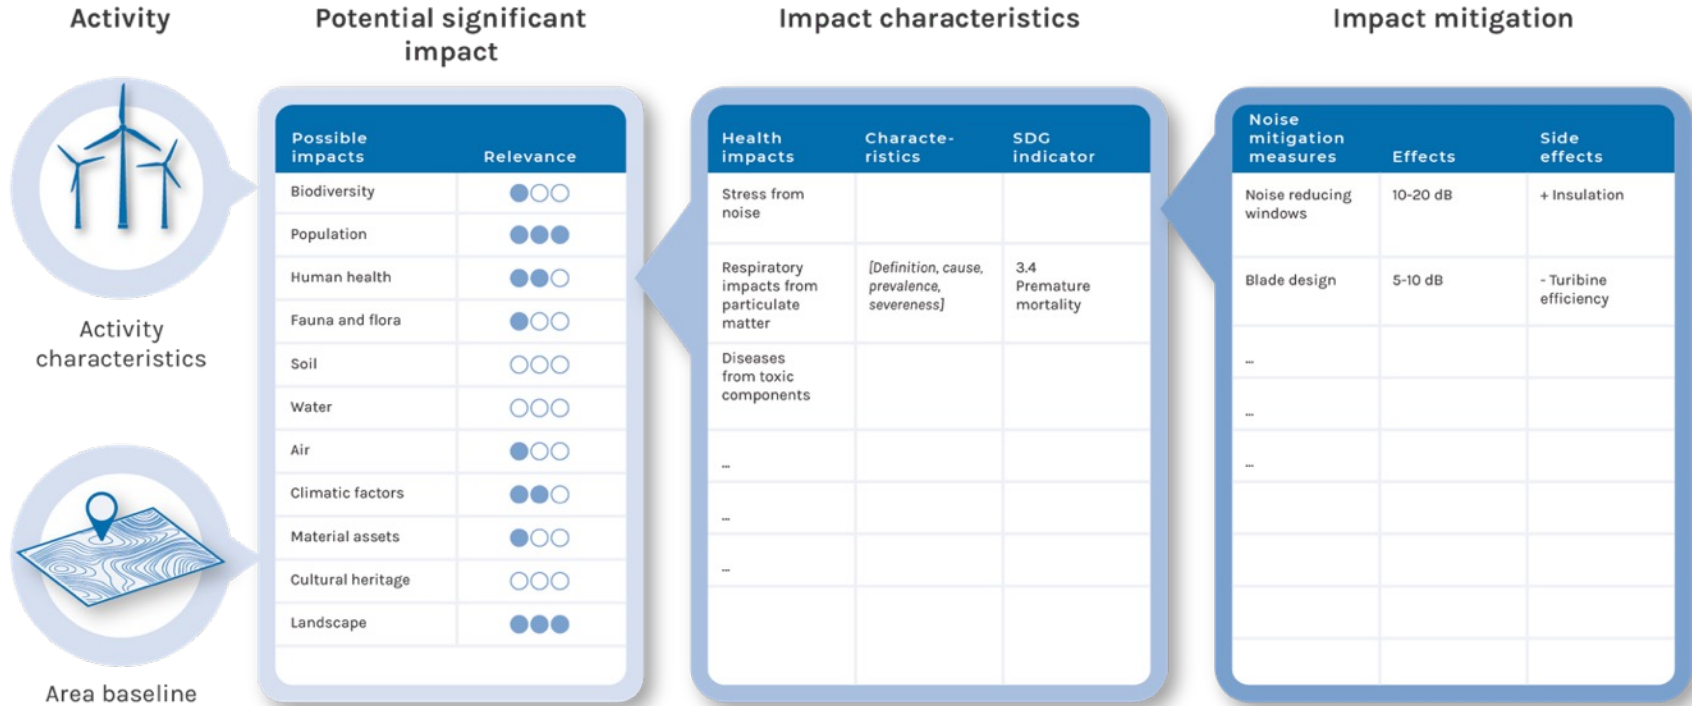 Activity
Potential significant
impact
Impact characteristics
Impact mitigation
Activity
characteristics
Area baseline
Possible
impacts
Relevance
Biodiversity
Population
Human health
Fauna and flora
Soil
Water
Air
Climatic factors
Material assets
Cultural heritage
Landscape
Health
impacts
Characte-
ristics
SDG
indicator
Stress from
noise
Respiratory
impacts from
particulate
matter
[Definition, cause,
prevalence,
severeness]
3.4
Premature
mortality
Diseases
from toxic
components
...
...
...
Noise
mitigation
measures
Effects
Side
effects
Noise reducing
windows
10-20 dB
+ Insulation
Blade design
5-10 dB
- Turibine
efficiency
...
...
...